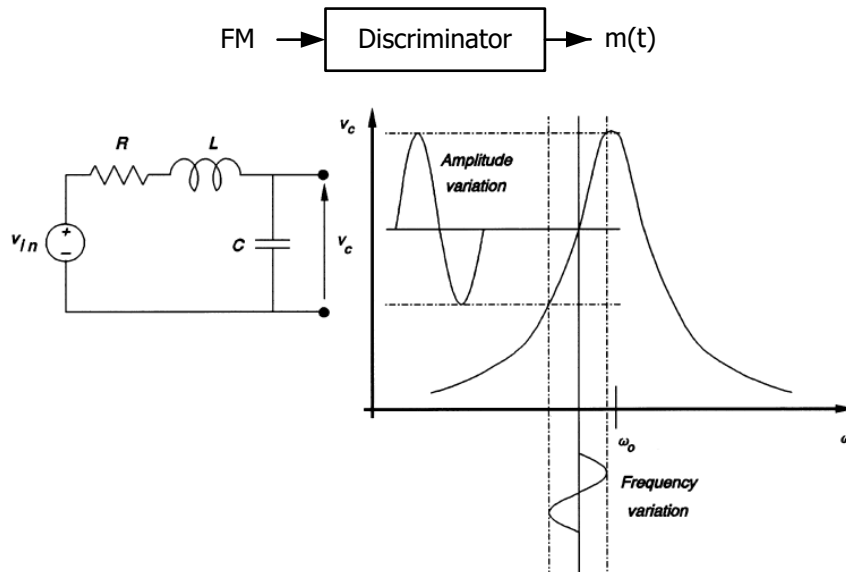 FM Discriminator m(t)
R L
v_in + − C v_c
v_c
Amplitude
variation
ω_o
ω
Frequency
variation